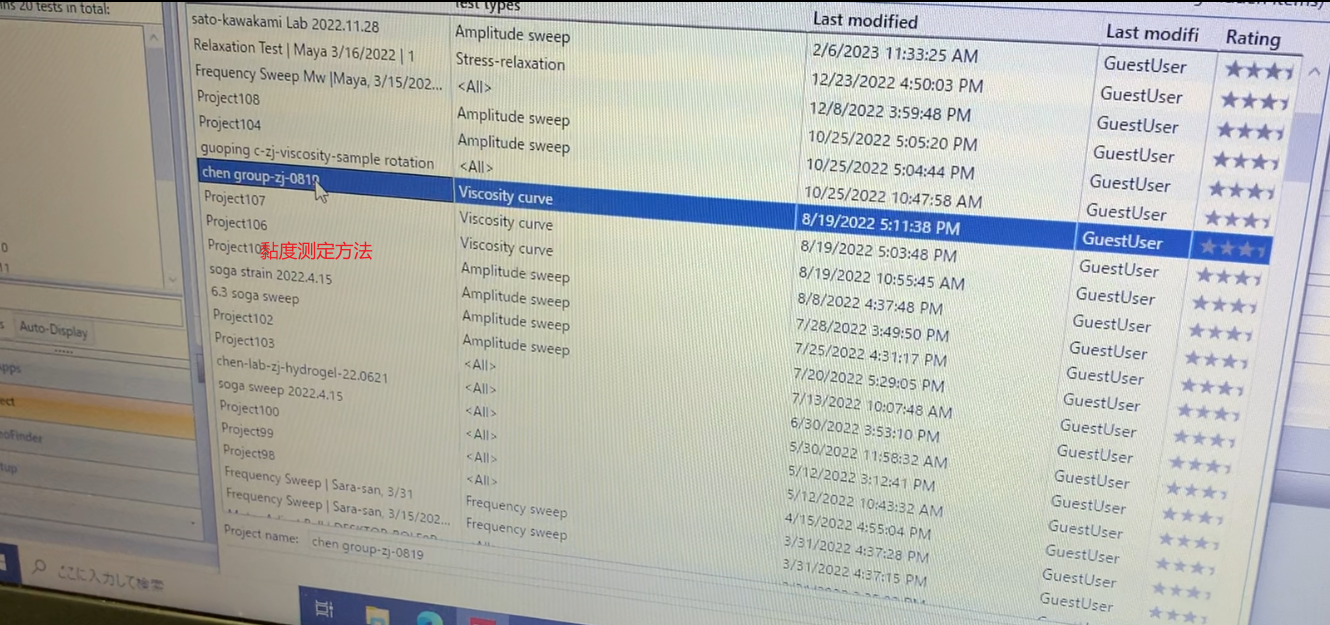 20 tests in total:
Test types Last modified Last modifi Rating
sato-kawakami Lab 2022.11.28 Amplitude sweep 2/6/2023 11:33:25 AM GuestUser
Relaxation Test | Maya 3/16/2022 | 1 Stress-relaxation 12/23/2022 4:50:03 PM GuestUser
Frequency Sweep Mw |Maya, 3/15/202... <All> 12/8/2022 3:59:48 PM GuestUser
Project108 Amplitude sweep 10/25/2022 5:05:20 PM GuestUser
Project104 Amplitude sweep 10/25/2022 5:04:44 PM GuestUser
guoping c-zj-viscosity-sample rotation <All> 10/25/2022 10:47:58 AM GuestUser
chen group-zj-0819 Viscosity curve 8/19/2022 5:11:38 PM GuestUser
Project107 Viscosity curve 8/19/2022 5:03:48 PM GuestUser
Project106 Viscosity curve 8/19/2022 10:55:45 AM GuestUser
黏度测定方法 Amplitude sweep 8/8/2022 4:37:48 PM GuestUser
soga strain 2022.4.15 Amplitude sweep 7/28/2022 3:49:50 PM GuestUser
6.3 soga sweep Amplitude sweep 7/25/2022 4:31:17 PM GuestUser
Project102 Amplitude sweep 7/20/2022 5:29:05 PM GuestUser
Project103 <All> 7/13/2022 10:07:48 AM GuestUser
chen-lab-zj-hydrogel-22.0621 <All> 6/30/2022 3:53:10 PM GuestUser
soga sweep 2022.4.15 <All> 5/30/2022 11:58:32 AM GuestUser
Project100 <All> 5/12/2022 3:12:41 PM GuestUser
Project99 <All> 5/12/2022 10:43:32 AM GuestUser
Project98 <All> 4/15/2022 4:55:04 PM GuestUser
Frequency Sweep | Sara-san, 3/31 Frequency sweep 3/31/2022 4:37:28 PM GuestUser
Frequency Sweep | Sara-san, 3/15/202... Frequency sweep 3/31/2022 4:37:15 PM GuestUser
Project name: chen group-zj-0819
Auto-Display
ここに入力して検索